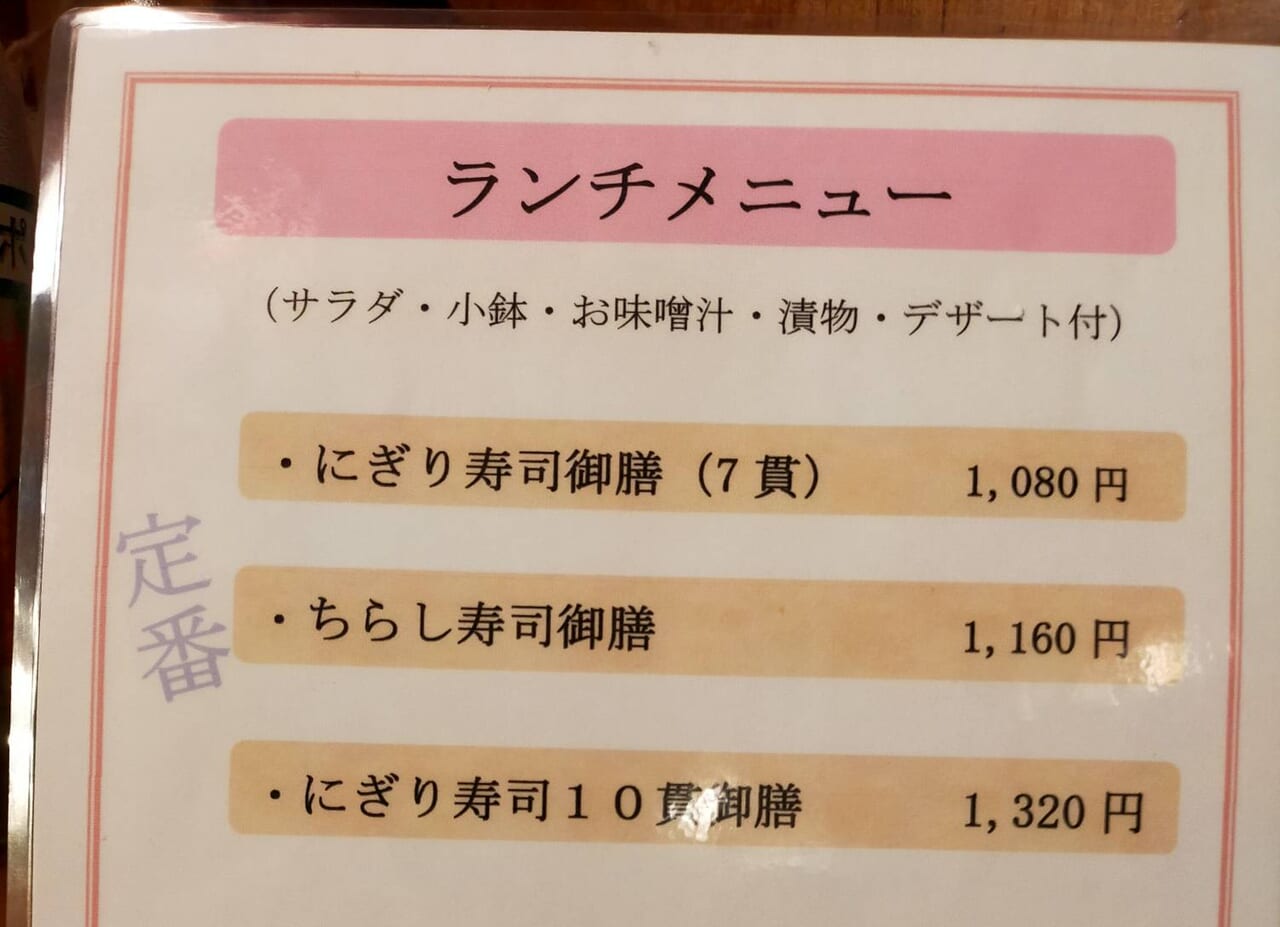 ランチメニュー
(サラダ・小鉢・お味噌汁・漬物・デザート付)
定番
・にぎり寿司御膳(7貫) 1,080円
・ちらし寿司御膳 1,160円
・にぎり寿司10貫御膳 1,320円